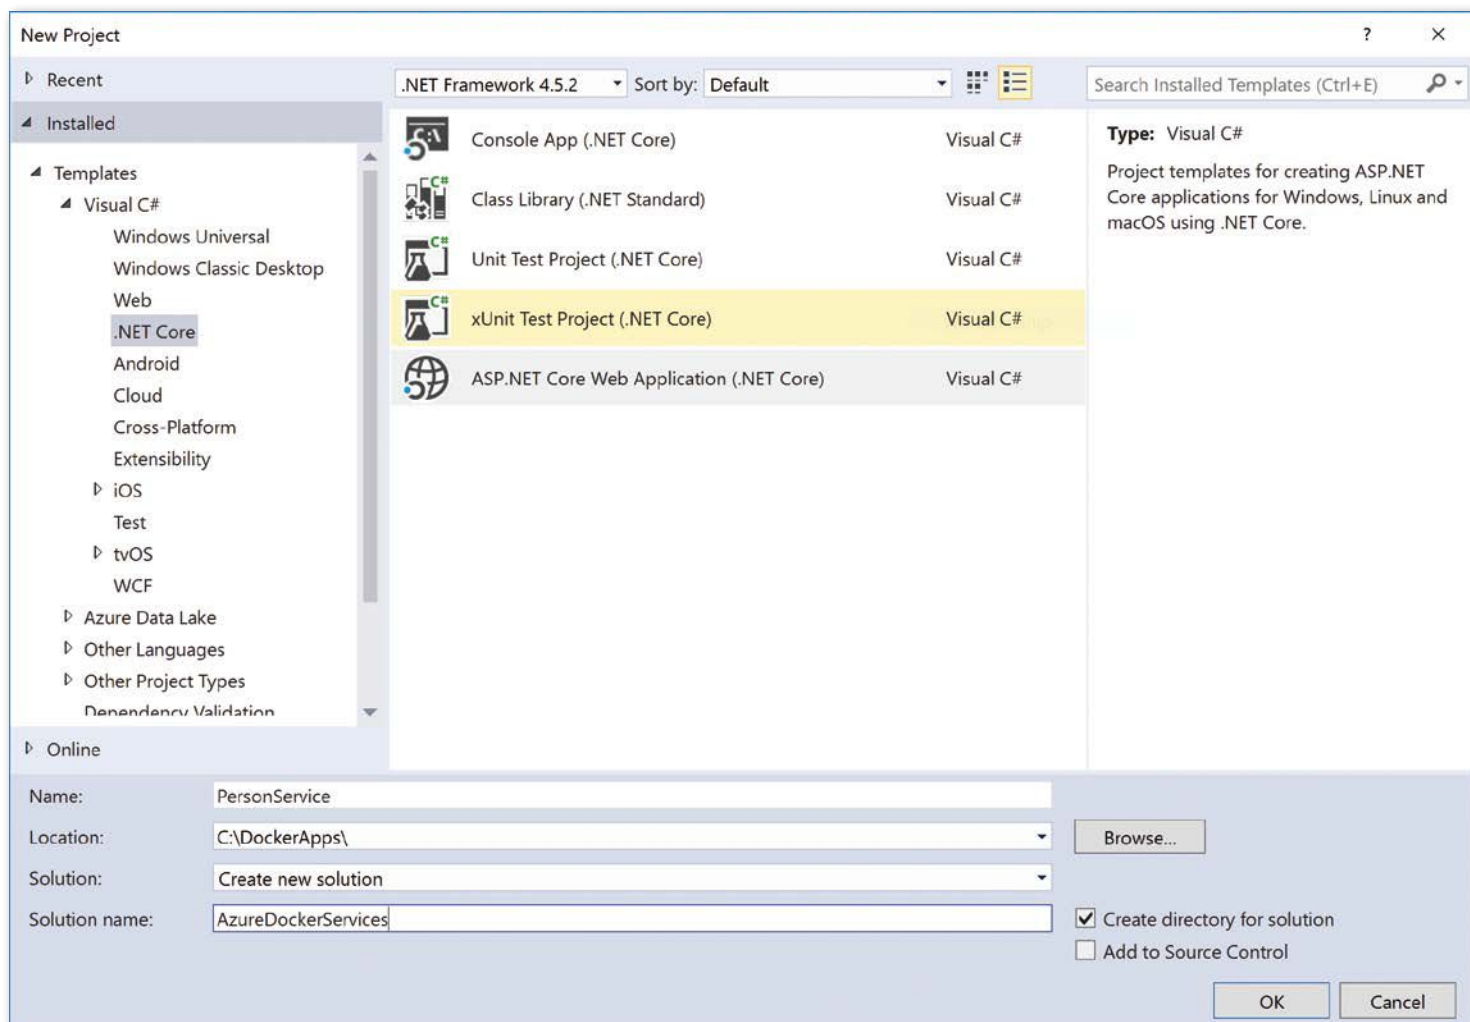 New Project
?
Recent
.NET Framework 4.5.2
Sort by: Default
Search Installed Templates (Ctrl+E)
Installed
Templates
Visual C#
Windows Universal
Windows Classic Desktop
Web
.NET Core
Android
Cloud
Cross-Platform
Extensibility
iOS
Test
tvOS
WCF
Azure Data Lake
Other Languages
Other Project Types
Dependency Validation
Online
Console App (.NET Core) Visual C#
Class Library (.NET Standard) Visual C#
Unit Test Project (.NET Core) Visual C#
xUnit Test Project (.NET Core) Visual C#
ASP.NET Core Web Application (.NET Core) Visual C#
Type: Visual C#
Project templates for creating ASP.NET
Core applications for Windows, Linux and
macOS using .NET Core.
Name: PersonService
Location: C:\DockerApps\
Browse...
Solution: Create new solution
Solution name: AzureDockerServices
Create directory for solution
Add to Source Control
OK
Cancel